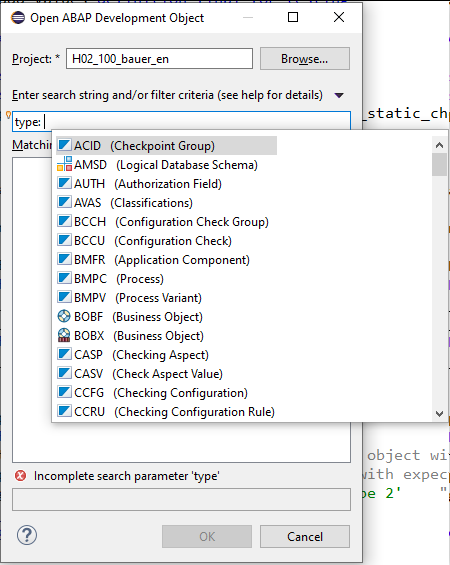 Open ABAP Development Object
Project: * H02_100_bauer_en Browse...
Enter search string and/or filter criteria (see help for details)
type:
_static_ch
Matchin
ACID (Checkpoint Group)
AMSD (Logical Database Schema)
AUTH (Authorization Field)
AVAS (Classifications)
BCCH (Configuration Check Group)
BCCU (Configuration Check)
BMFR (Application Component)
BMPC (Process)
BMPV (Process Variant)
BOBF (Business Object)
BOBX (Business Object)
CASP (Checking Aspect)
CASV (Check Aspect Value)
CCFG (Checking Configuration)
CCRU (Checking Configuration Rule)
object wi
Incomplete search parameter 'type'
with expec
pe 2' "
? OK Cancel